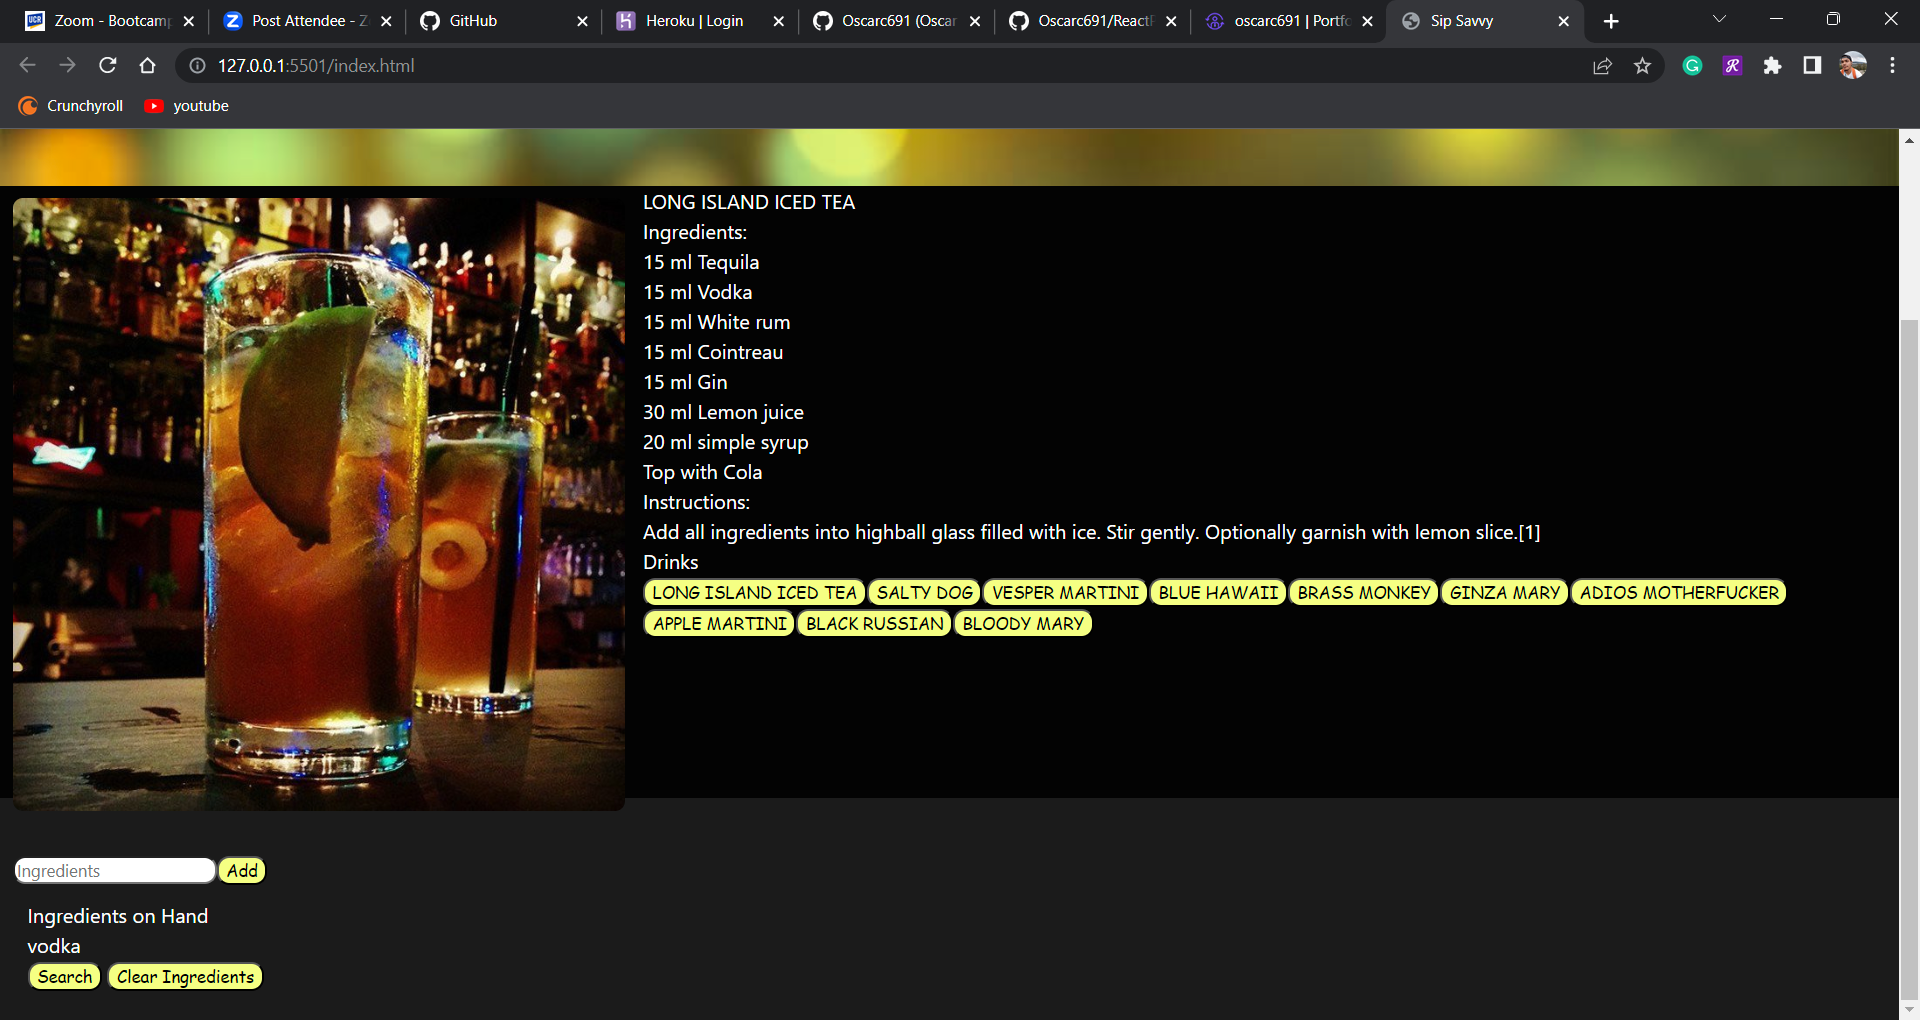 UCR Zoom - Bootcamp
Z Post Attendee - Z
GitHub
Heroku | Login
Oscarc691 (Oscar
Oscarc691/ReactP
oscarc691 | Portfo
Sip Savvy
127.0.0.1:5501/index.html
Crunchyroll
youtube
LONG ISLAND ICED TEA
Ingredients:
15 ml Tequila
15 ml Vodka
15 ml White rum
15 ml Cointreau
15 ml Gin
30 ml Lemon juice
20 ml simple syrup
Top with Cola
Instructions:
Add all ingredients into highball glass filled with ice. Stir gently. Optionally garnish with lemon slice.[1]
Drinks
LONG ISLAND ICED TEA SALTY DOG VESPER MARTINI BLUE HAWAII BRASS MONKEY GINZA MARY ADIOS MOTHERFUCKER
APPLE MARTINI BLACK RUSSIAN BLOODY MARY
Ingredients Add
Ingredients on Hand
vodka
Search Clear Ingredients